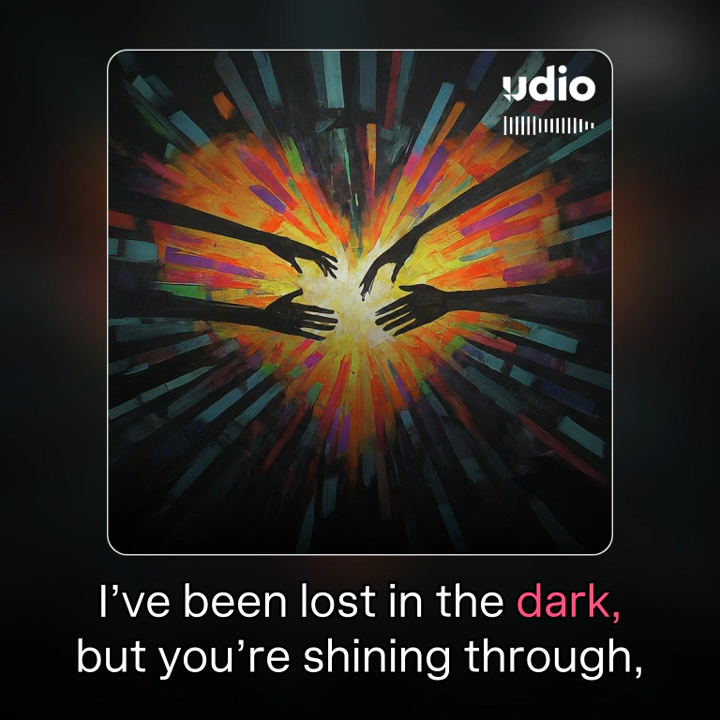 udio
I’ve been lost in the dark,
but you’re shining through,